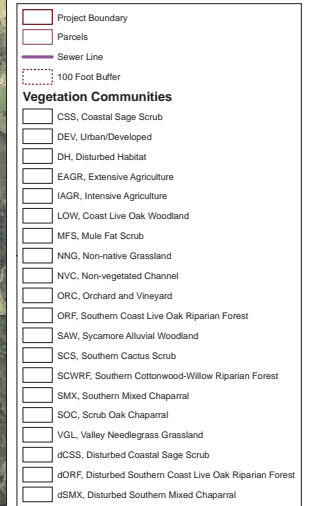 Project Boundary
Parcels
Sewer Line
100 Foot Buffer
Vegetation Communities
CSS, Coastal Sage Scrub
DEV, Urban/Developed
DH, Disturbed Habitat
EAGR, Extensive Agriculture
IAGR, Intensive Agriculture
LOW, Coast Live Oak Woodland
MFS, Mule Fat Scrub
NNG, Non-native Grassland
NVC, Non-vegetated Channel
ORC, Orchard and Vineyard
ORF, Southern Coast Live Oak Riparian Forest
SAW, Sycamore Alluvial Woodland
SCS, Southern Cactus Scrub
SCWRF, Southern Cottonwood-Willow Riparian Forest
SMX, Southern Mixed Chaparral
SOC, Scrub Oak Chaparral
VGL, Valley Needlegrass Grassland
dCSS, Disturbed Coastal Sage Scrub
dORF, Disturbed Southern Coast Live Oak Riparian Forest
dSMX, Disturbed Southern Mixed Chaparral